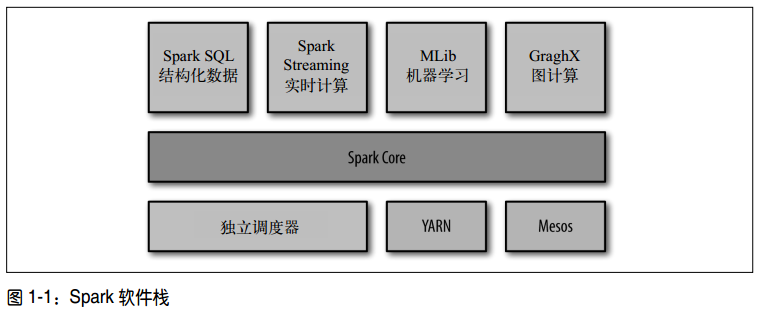 Spark SQL
结构化数据
Spark
Streaming
实时计算
MLib
机器学习
GraghX
图计算
Spark Core
独立调度器
YARN
Mesos
图 1-1：Spark 软件栈